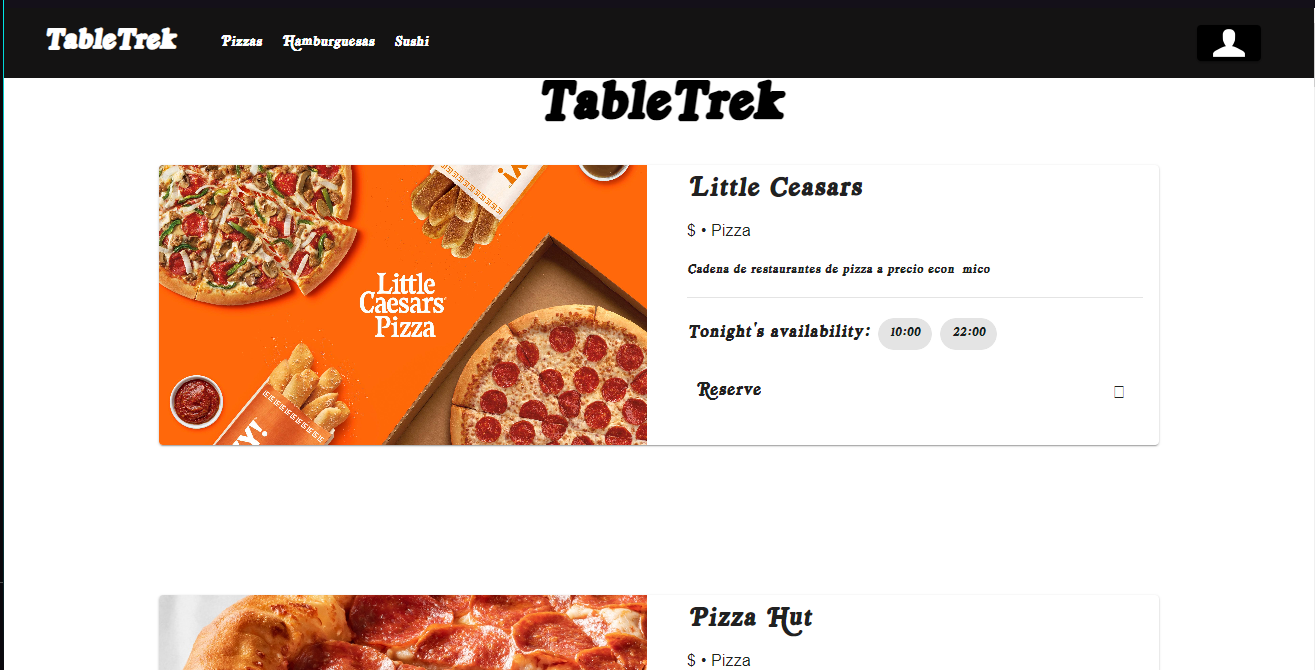 TableTrek Pizzas Hamburguesas Sushi
TableTrek
Little Ceasars
$ • Pizza
Cadena de restaurantes de pizza a precio econ mico
Tonight's availability: 10:00 22:00
Reserve
Little
Caesars
Pizza
Pizza Hut
$ • Pizza